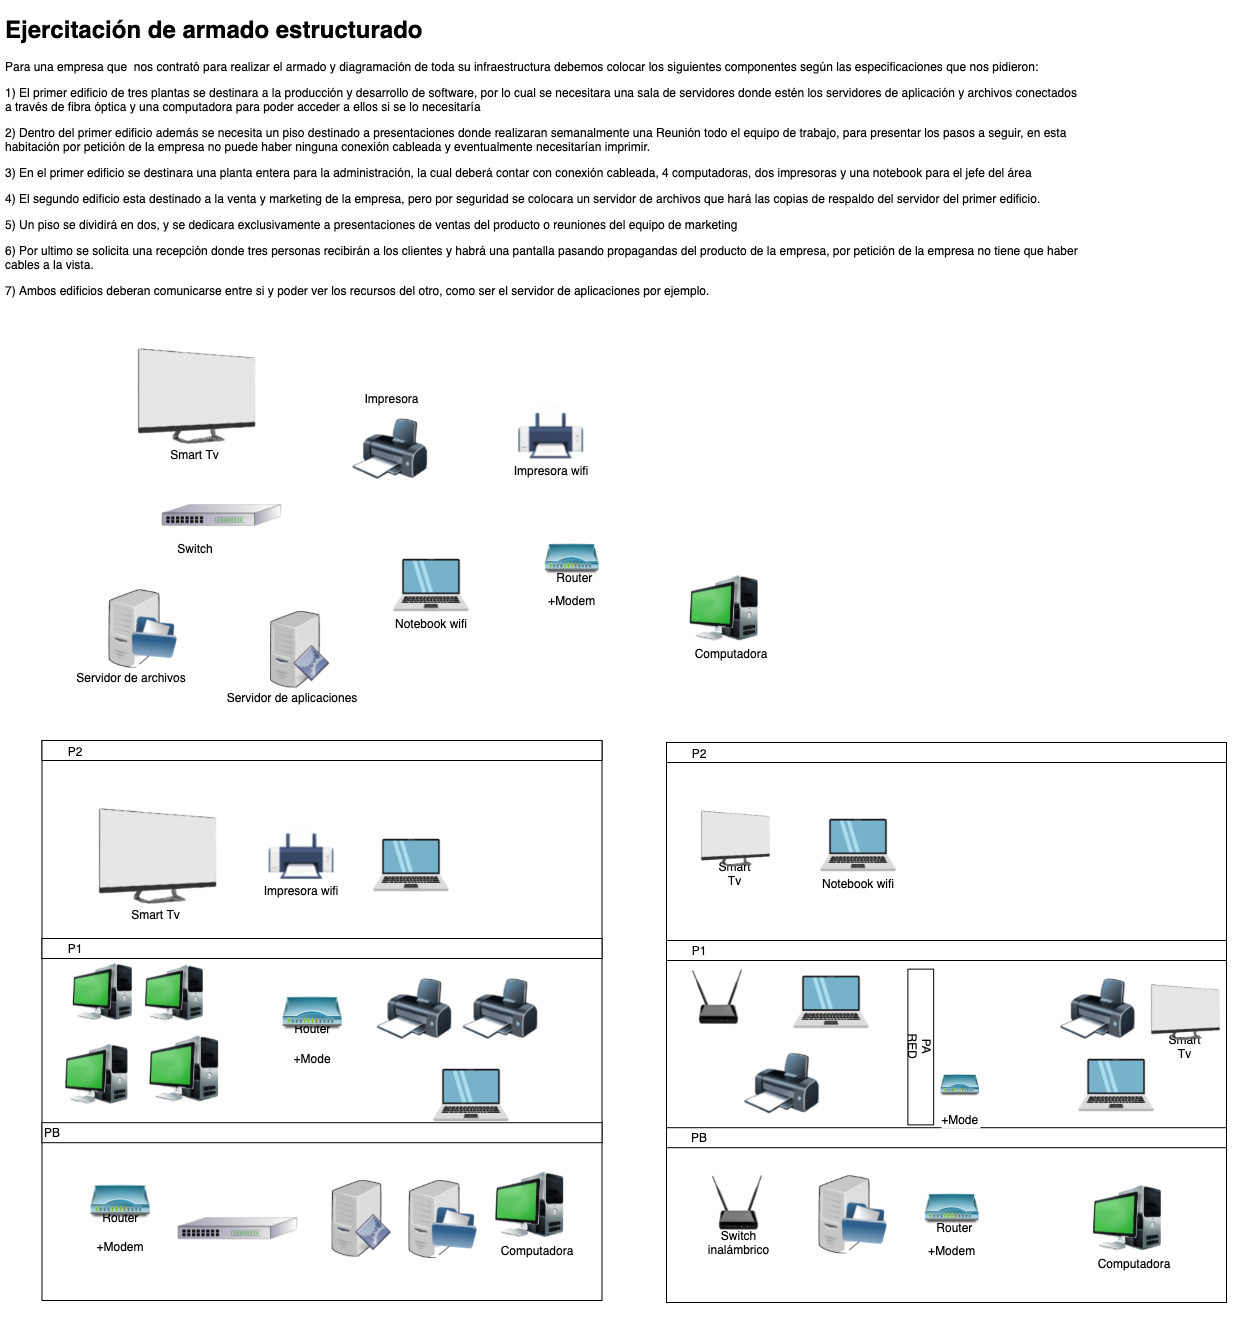 Ejercitación de armado estructurado
Para una empresa que  nos contrató para realizar el armado y diagramación de toda su infraestructura debemos colocar los siguientes componentes según las especificaciones que nos pidieron:
1) El primer edificio de tres plantas se destinara a la producción y desarrollo de software, por lo cual se necesitara una sala de servidores donde estén los servidores de aplicación y archivos conectados
a través de fibra óptica y una computadora para poder acceder a ellos si se lo necesitaría
2) Dentro del primer edificio además se necesita un piso destinado a presentaciones donde realizaran semanalmente una Reunión todo el equipo de trabajo, para presentar los pasos a seguir, en esta
habitación por petición de la empresa no puede haber ninguna conexión cableada y eventualmente necesitarían imprimir.
3) En el primer edificio se destinara una planta entera para la administración, la cual deberá contar con conexión cableada, 4 computadoras, dos impresoras y una notebook para el jefe del área
4) El segundo edificio esta destinado a la venta y marketing de la empresa, pero por seguridad se colocara un servidor de archivos que hará las copias de respaldo del servidor del primer edificio.
5) Un piso se dividirá en dos, y se dedicara exclusivamente a presentaciones de ventas del producto o reuniones del equipo de marketing
6) Por ultimo se solicita una recepción donde tres personas recibirán a los clientes y habrá una pantalla pasando propagandas del producto de la empresa, por petición de la empresa no tiene que haber
cables a la vista.
7) Ambos edificios deberan comunicarse entre si y poder ver los recursos del otro, como ser el servidor de aplicaciones por ejemplo.
Impresora
Smart Tv
Impresora wifi
Switch
Router
+Modem
Notebook wifi
Computadora
Servidor de archivos
Servidor de aplicaciones
P2
Smart Tv
Impresora wifi
P1
Router
+Mode
PB
Router
+Modem
Computadora
P2
Smart
Tv
Notebook wifi
P1
PA
RED
Smart
Tv
+Mode
PB
Switch
inalámbrico
Router
+Modem
Computadora